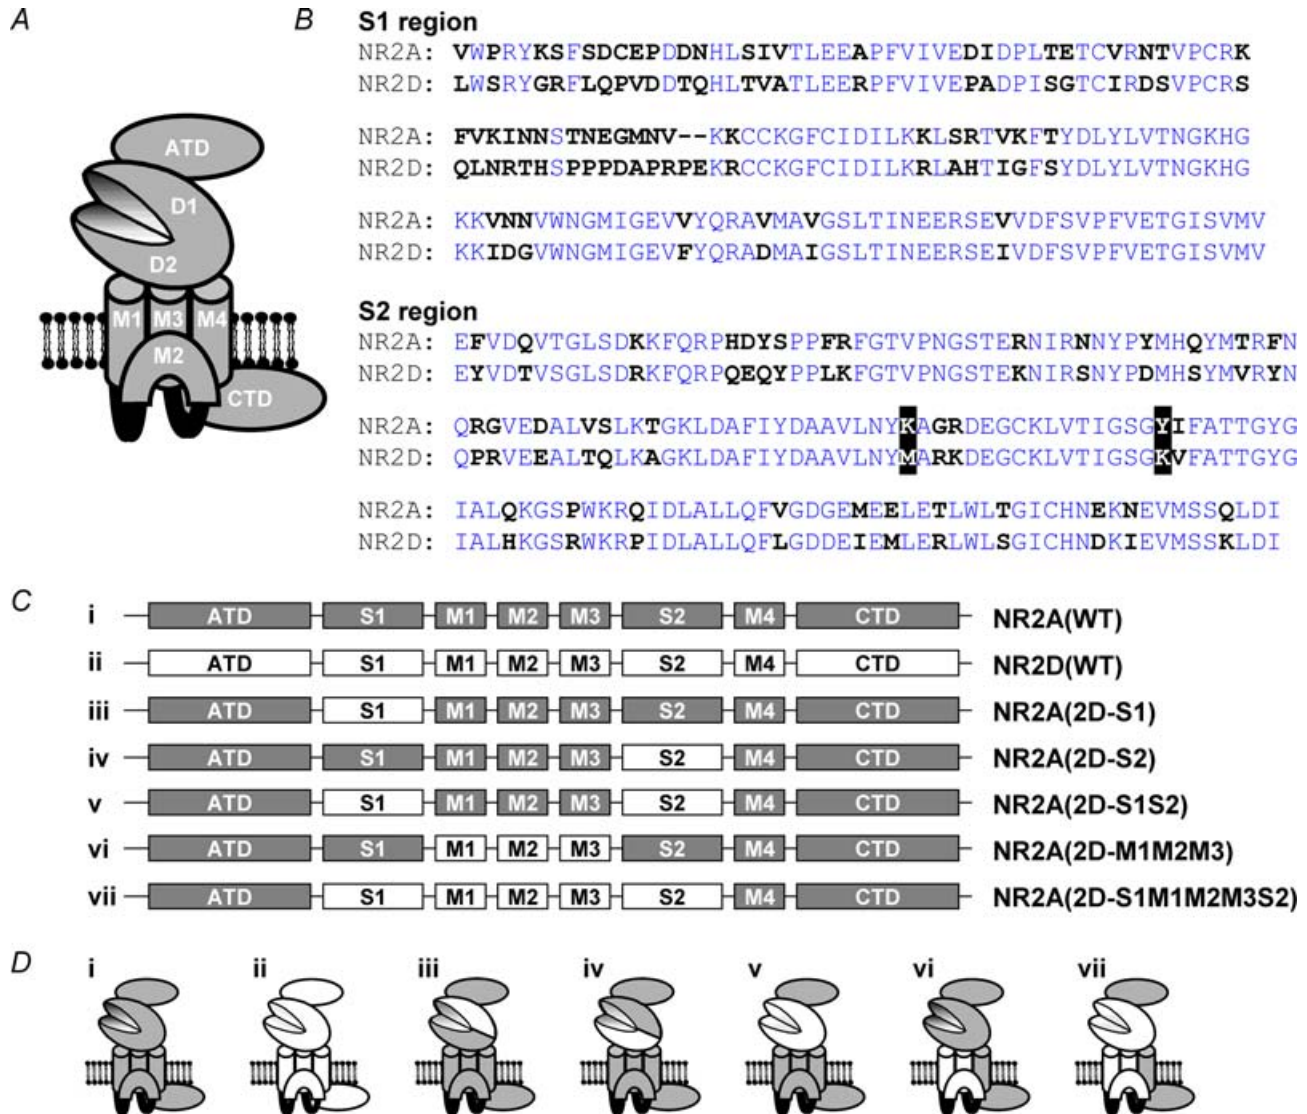 A
ATD
D1
D2
M1 M3 M4
M2
CTD
B
S1 region
NR2A: VWPRYKSFSDCEPDDNHLSIVTLEEAPFVIVEDIDPLTETCVRNTVPCRK
NR2D: LWSRYGRFLQPVDDTQHLTVATLEERPFVIVEPADPISGTCIRDSVPCRS
NR2A: FVKINNSTNEGMNV--KKCCKGFCIDILKKLSRTVKFTYDLYLVTNGKHG
NR2D: QLNRTHSPPPDAPRPEKRCCKGFCIDILKRLAHTIGFSYDLYLVTNGKHG
NR2A: KKVNNVWNGMIGEVVYQRAVMAVGSLTINEERSEVVDFSVPFVETGISVMV
NR2D: KKIDGVWNGMIGEVFYQRADMAIGSLTINEERSEIVDFSVPFVETGISVMV
S2 region
NR2A: EFVDQVTGLSDKKFQRPHDYSPPFRFGTVPNGSTERNIRNNYPYMHQYMTRFN
NR2D: EYVDTVSGLSDRKFQRPQEQYPPLKFGTVPNGSTEKNIRSNYPDMHSYMVRYN
NR2A: QRGVEDALVSLKTGKLDAFIYDAAVLNYKAGRDEGCKLVTIGSGYIFATTGYG
NR2D: QPRVEEALTQLKAGKLDAFIYDAAVLNYMARKDEGCKLVTIGSGKVFATTGYG
NR2A: IALQKGSPWKRQIDLALLQFVGDGEMEELETLWLTGICHNEKNEVMSSQLDI
NR2D: IALHKGSRWKRPIDLALLQFLGDDEIEMLERLWLSGICHNDKIEVMSSKLDI
C
i ATD S1 M1 M2 M3 S2 M4 CTD NR2A(WT)
ii ATD S1 M1 M2 M3 S2 M4 CTD NR2D(WT)
iii ATD S1 M1 M2 M3 S2 M4 CTD NR2A(2D-S1)
iv ATD S1 M1 M2 M3 S2 M4 CTD NR2A(2D-S2)
v ATD S1 M1 M2 M3 S2 M4 CTD NR2A(2D-S1S2)
vi ATD S1 M1 M2 M3 S2 M4 CTD NR2A(2D-M1M2M3)
vii ATD S1 M1 M2 M3 S2 M4 CTD NR2A(2D-S1M1M2M3S2)
D
i ii iii iv v vi vii